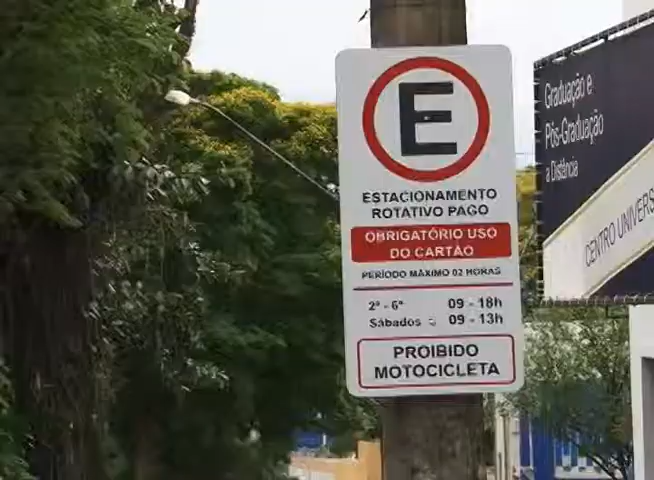 E
ESTACIONAMENTO
ROTATIVO PAGO
OBRIGATÓRIO USO
DO CARTÃO
PERÍODO MÁXIMO 02 HORAS
2ª - 6ª 09 - 18h
Sábados 09 - 13h
PROIBIDO
MOTOCICLETA
Graduação e
Pós-Graduação
a Distância
CENTRO UNIVERS